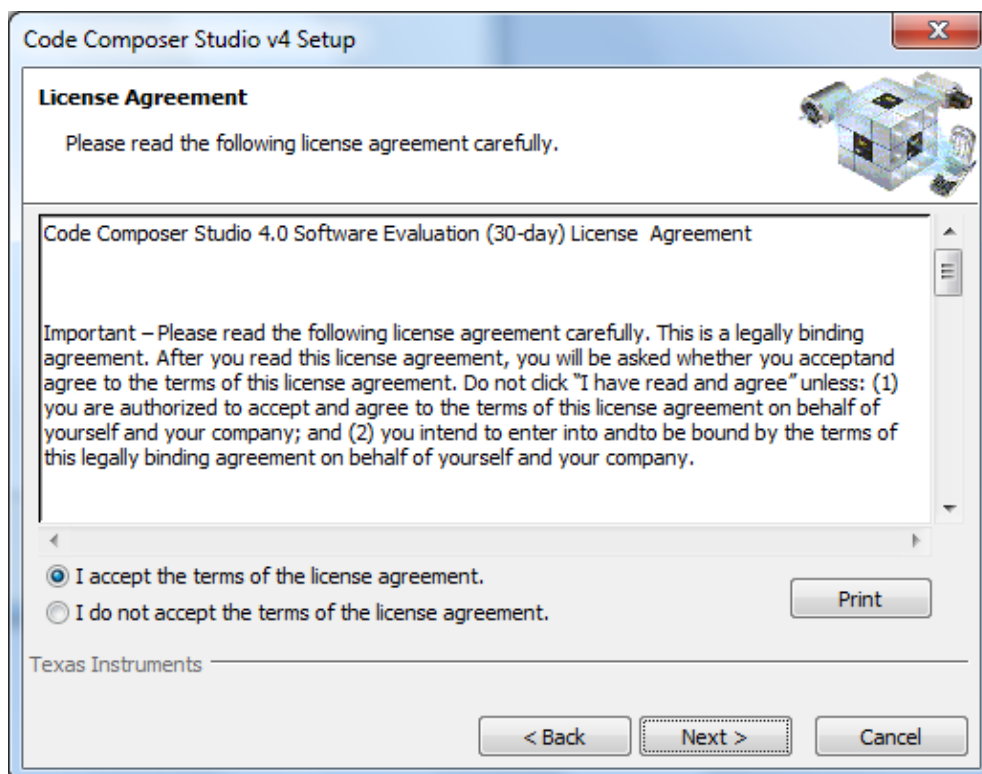 Code Composer Studio v4 Setup
License Agreement
Please read the following license agreement carefully.
Code Composer Studio 4.0 Software Evaluation (30-day) License  Agreement
Important – Please read the following license agreement carefully. This is a legally binding
agreement. After you read this license agreement, you will be asked whether you acceptand
agree to the terms of this license agreement. Do not click “I have read and agree” unless: (1)
you are authorized to accept and agree to the terms of this license agreement on behalf of
yourself and your company; and (2) you intend to enter into andto be bound by the terms of
this legally binding agreement on behalf of yourself and your company.
I accept the terms of the license agreement.
I do not accept the terms of the license agreement.
Print
Texas Instruments
< Back
Next >
Cancel